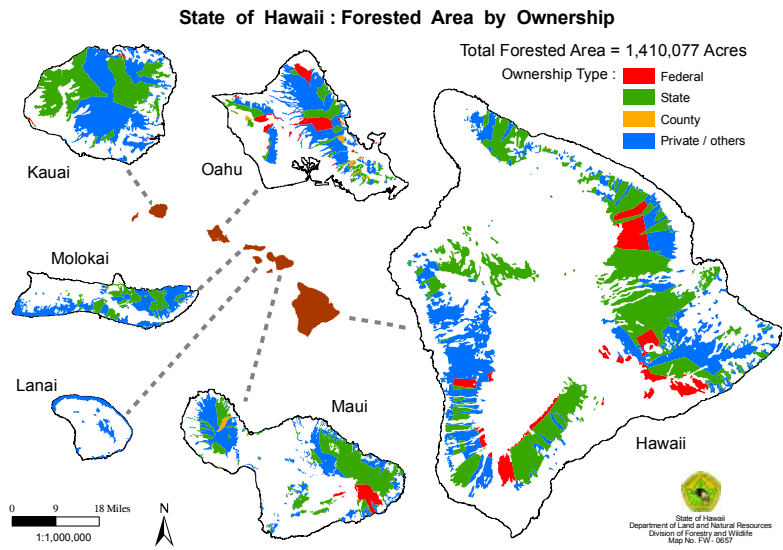 State of Hawaii : Forested Area by Ownership
Total Forested Area = 1,410,077 Acres
Ownership Type :
Federal
State
County
Private / others
Kauai
Oahu
Molokai
Lanai
Maui
Hawaii
0 9 18 Miles
1:1,000,000
N
State of Hawaii
Department of Land and Natural Resources
Division of Forestry and Wildlife
Map No. FW - 0657